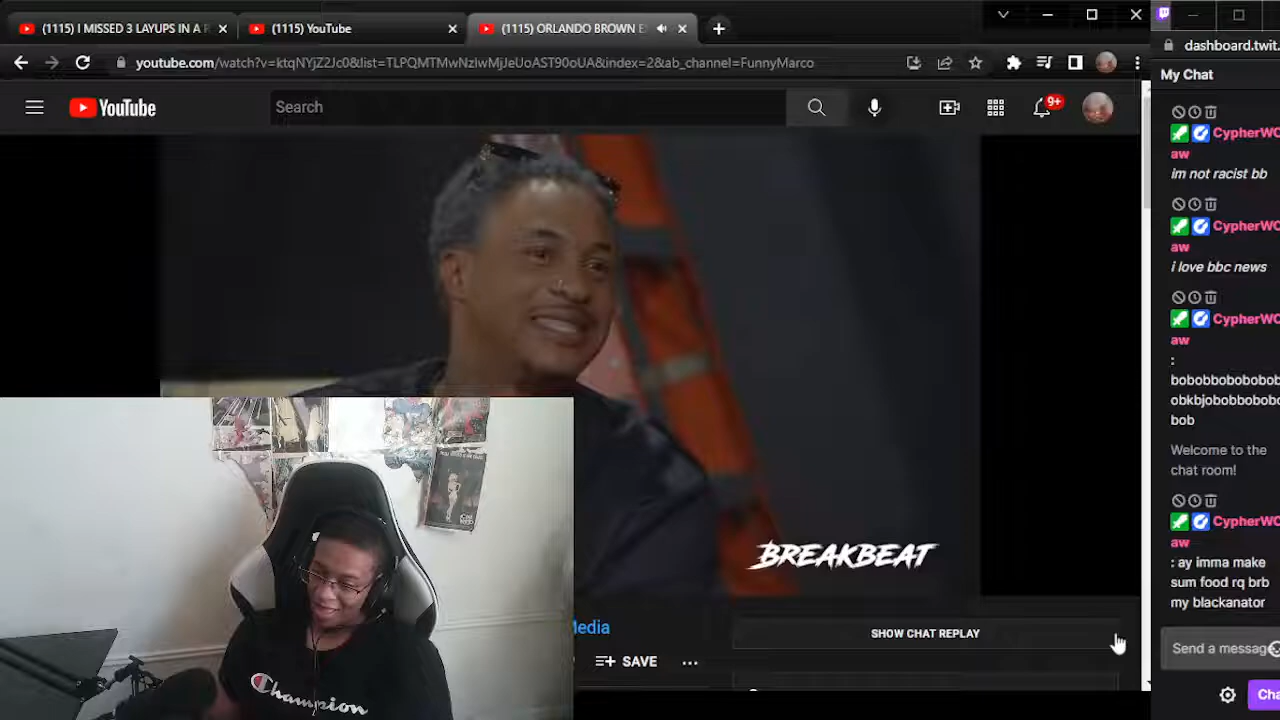 (1115) I MISSED 3 LAYUPS IN A R
(1115) YouTube
(1115) ORLANDO BROWN E
dashboard.twit
youtube.com/watch?v=ktqNYjZ2Jc0&list=TLPQMTMwNzIwMjJeUoAST90oUA&index=2&ab_channel=FunnyMarco
My Chat
YouTube
Search
9+
CypherWO
aw
im not racist bb
CypherWO
aw
i love bbc news
CypherWO
aw
:
bobobbobobobob
obkbjobbobobo
bob
Welcome to the
chat room!
CypherWO
aw
: ay imma make
sum food rq brb
my blackanator
BREAKBEAT
Media
SHOW CHAT REPLAY
SAVE
Champion
Send a message
Cha